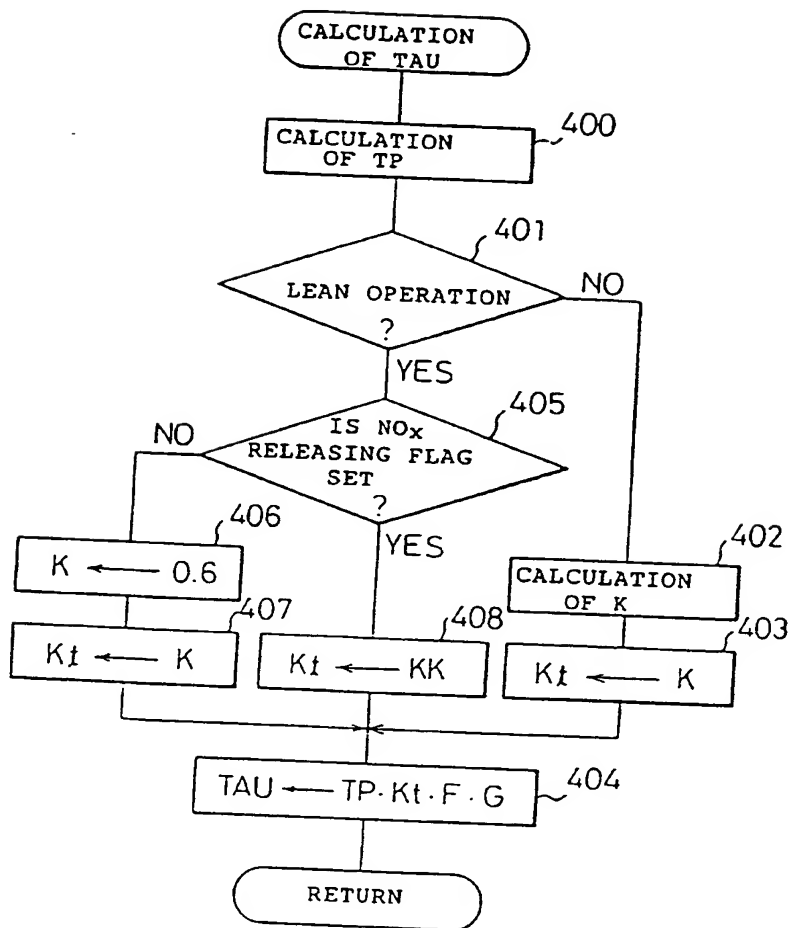 CALCULATION
OF TAU
CALCULATION
OF TP
400
401
LEAN OPERATION
?
NO
YES
405
IS NOx
RELEASING FLAG
SET
?
NO
YES
406
K ← 0.6
402
CALCULATION
OF K
407
Kt ← K
408
Kt ← KK
403
Kt ← K
TAU ← TP·Kt·F·G
404
RETURN